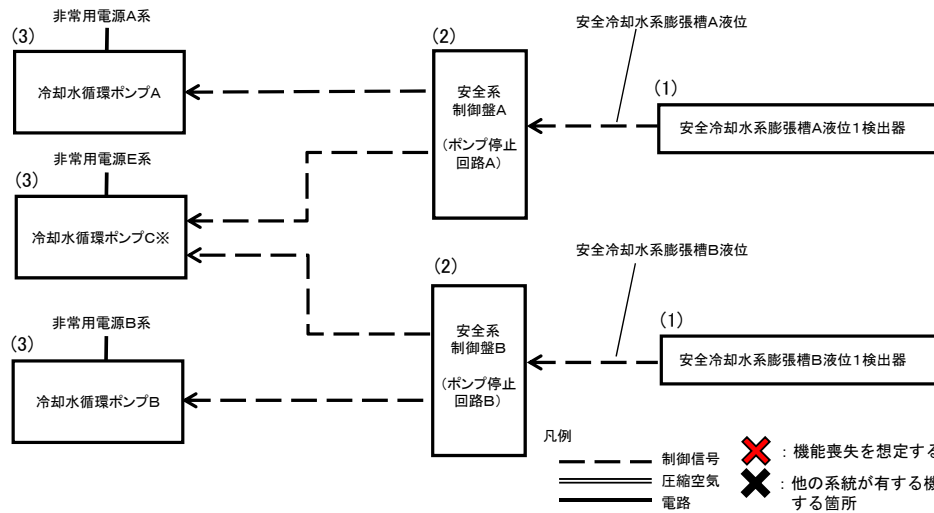 非常用電源A系
(3)
冷却水循環ポンプA
非常用電源E系
(3)
冷却水循環ポンプC※
非常用電源B系
(3)
冷却水循環ポンプB
(2)
安全系
制御盤A
(ポンプ停止
回路A)
(2)
安全系
制御盤B
(ポンプ停止
回路B)
安全冷却水系膨張槽A液位
(1)
安全冷却水系膨張槽A液位1検出器
安全冷却水系膨張槽B液位
(1)
安全冷却水系膨張槽B液位1検出器
凡例
制御信号
圧縮空気
電路
：機能喪失を想定する
：他の系統が有する機
する箇所